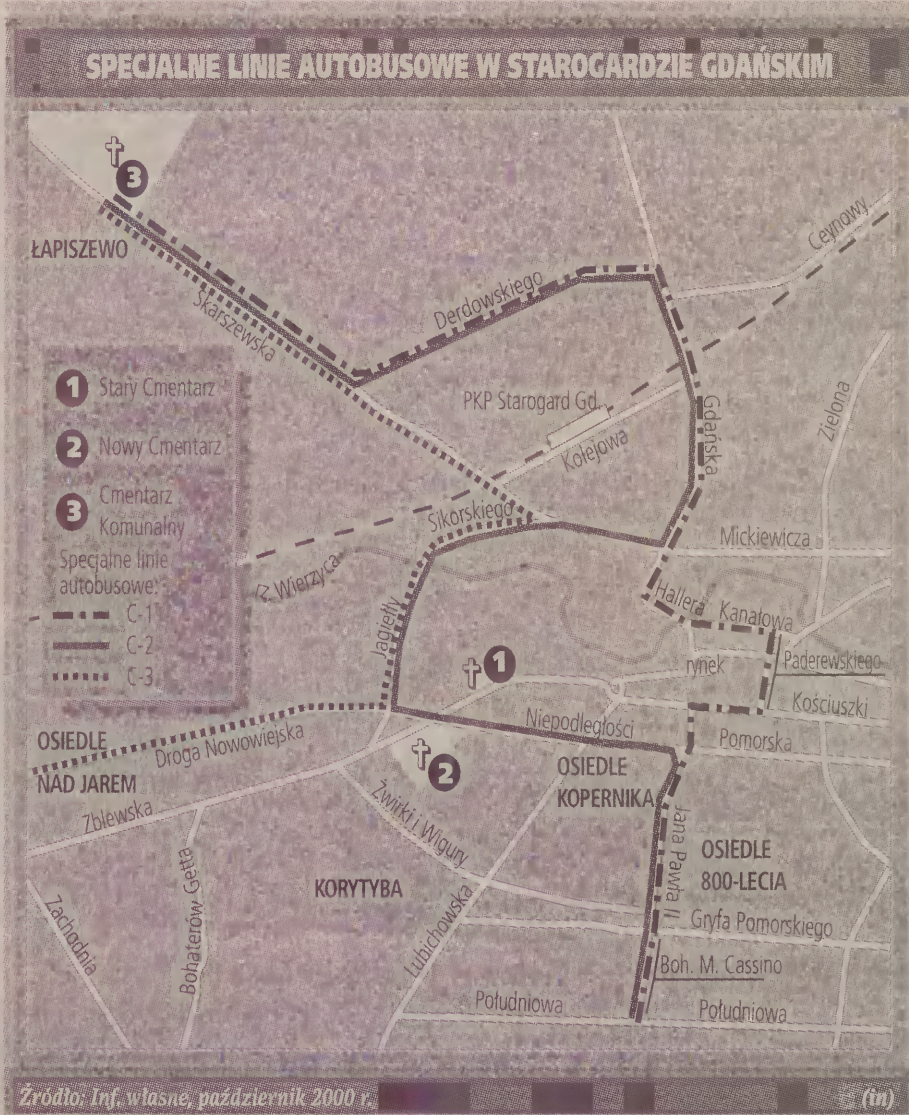 SPECJALNE LINIE AUTOBUSOWE W STAROGARDZIE GDAŃSKIM
3
ŁAPISZEWO
Skarszewska
Derdowskiego
Ceynowy
1 Stary Cmentarz
2 Nowy Cmentarz
3 Cmentarz
Komunalny
Specjalne linie
autobusowe:
C-1
C-2
C-3
PKP Starogard Gd.
Kolejowa
Gdańska
Zielona
Sikorskiego
Mickiewicza
Rz. Wierzyca
Jagiełły
Hallera
Kanałowa
1
rynek
Paderewskiego
Kościuszki
Niepodległości
Pomorska
OSIEDLE
NAD JAREM
Droga Nowowiejska
2
OSIEDLE
KOPERNIKA
Zblewska
Żwirki i Wigury
Jana Pawła II
OSIEDLE
800-LECIA
Bohaterów Getta
KORYTYBA
Zachodnia
Lubichowska
Gryfa Pomorskiego
Boh. M. Cassino
Południowa
Południowa
Źródło: Inf. własne, październik 2000 r.
(in)